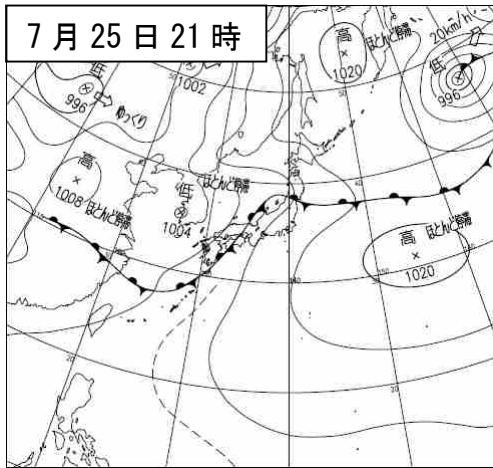 7月25日21時
低
996
ゆっくり
1002
高
1020
ほとんど停滞
20km/h
低
996
高
1008
ほとんど停滞
低
ほとんど停滞
1004
高
ほとんど停滞
1020